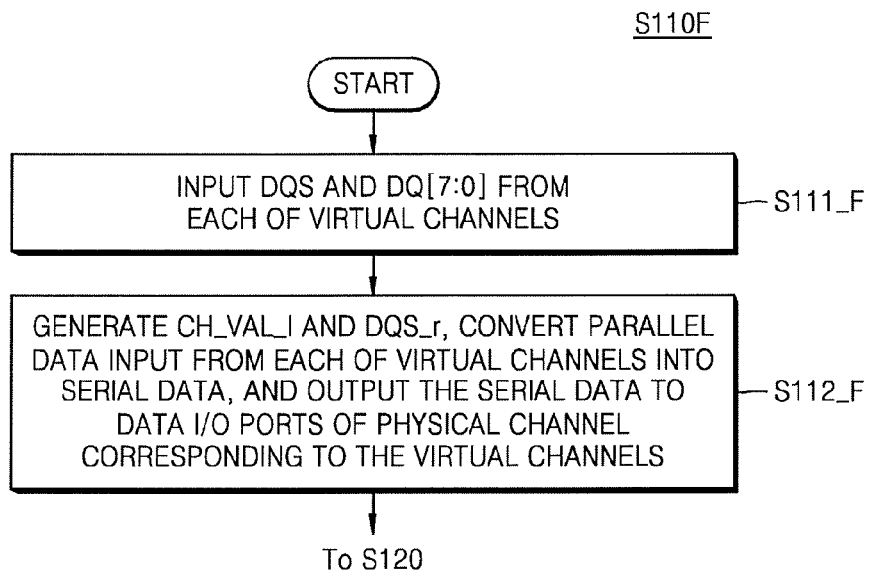 S110F
START
INPUT DQS AND DQ[7:0] FROM
EACH OF VIRTUAL CHANNELS
S111_F
GENERATE CH_VAL_I AND DQS_r, CONVERT PARALLEL
DATA INPUT FROM EACH OF VIRTUAL CHANNELS INTO
SERIAL DATA, AND OUTPUT THE SERIAL DATA TO
DATA I/O PORTS OF PHYSICAL CHANNEL
CORRESPONDING TO THE VIRTUAL CHANNELS
S112_F
To S120